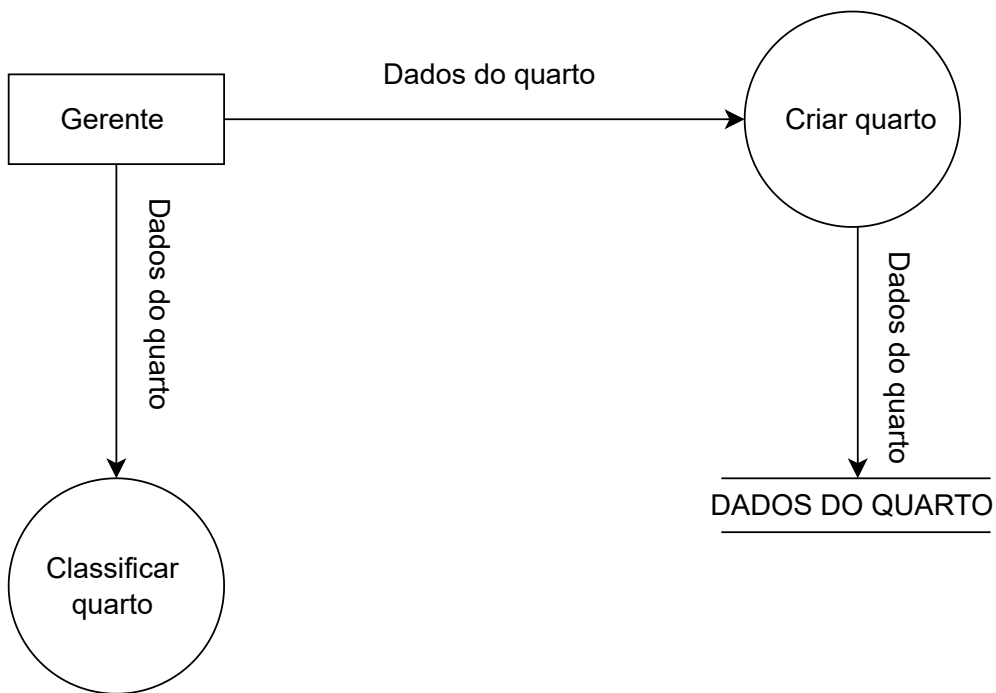 Dados do quarto
Gerente
Criar quarto
Dados do quarto
Dados do quarto
DADOS DO QUARTO
Classificar
quarto